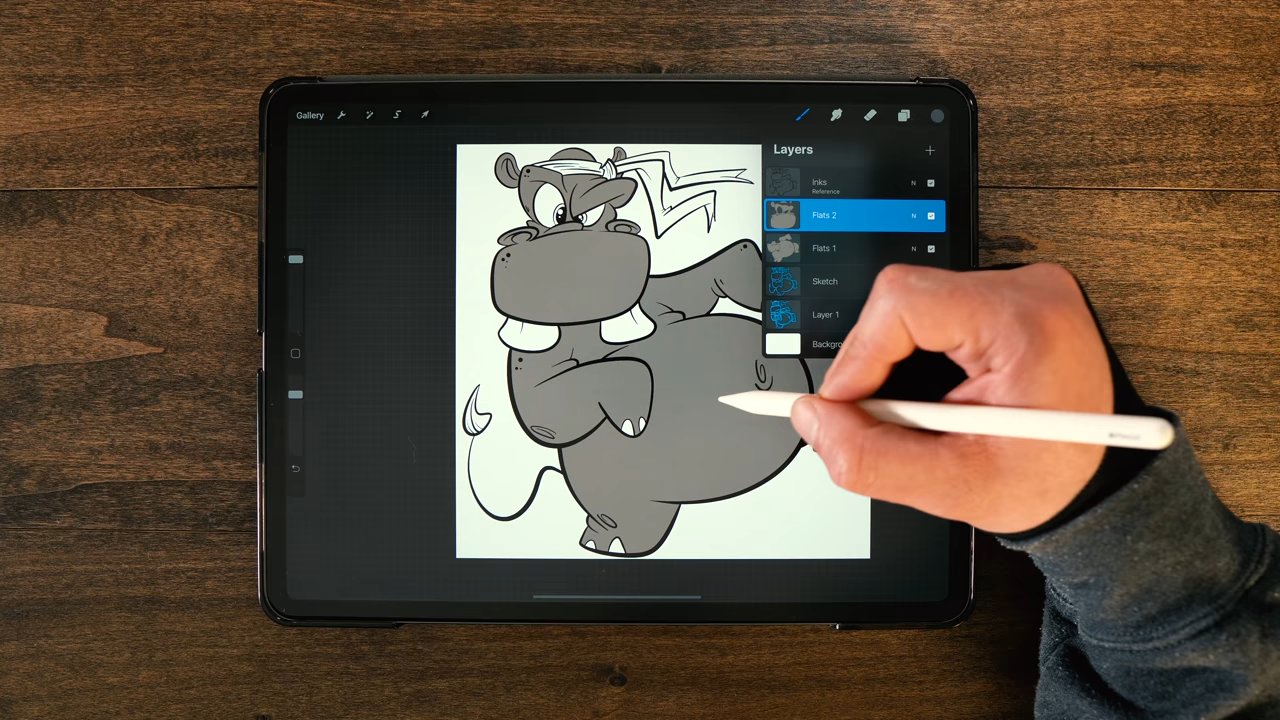 Gallery
Layers
Inks
Reference
N
Flats 2
N
Flats 1
N
Sketch
Layer 1
Backgro